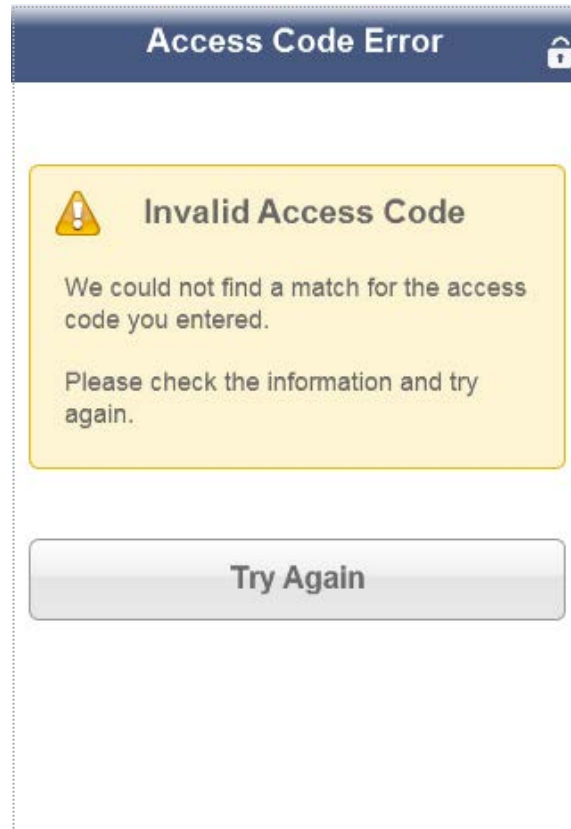 Access Code Error
Invalid Access Code
We could not find a match for the access
code you entered.
Please check the information and try
again.
Try Again